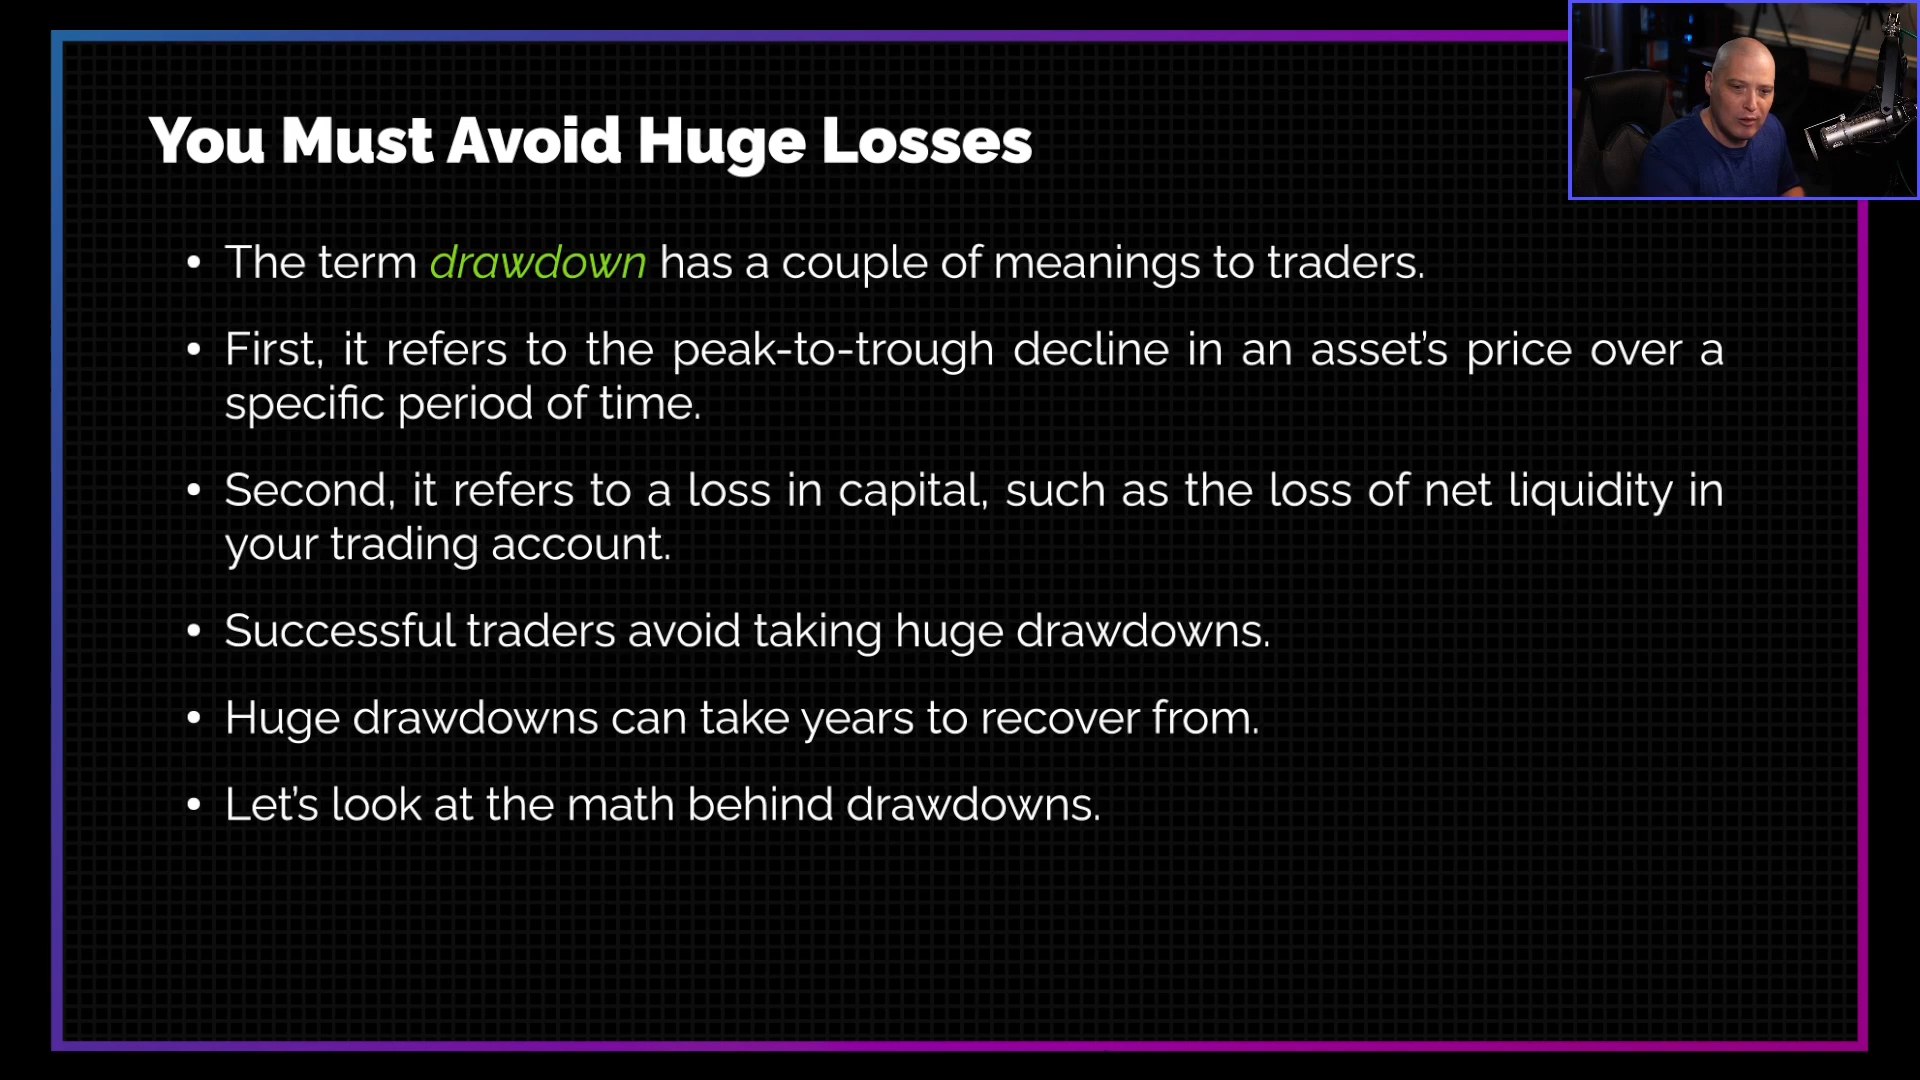 You Must Avoid Huge Losses
• The term drawdown has a couple of meanings to traders.
• First, it refers to the peak-to-trough decline in an asset’s price over a
specific period of time.
• Second, it refers to a loss in capital, such as the loss of net liquidity in
your trading account.
• Successful traders avoid taking huge drawdowns.
• Huge drawdowns can take years to recover from.
• Let’s look at the math behind drawdowns.